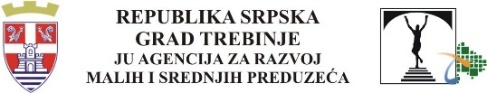 REPUBLIKA SRPSKA
GRAD TREBINJE
JU AGENCIJA ZA RAZVOJ
MALIH I SREDNJIH PREDUZEĆA